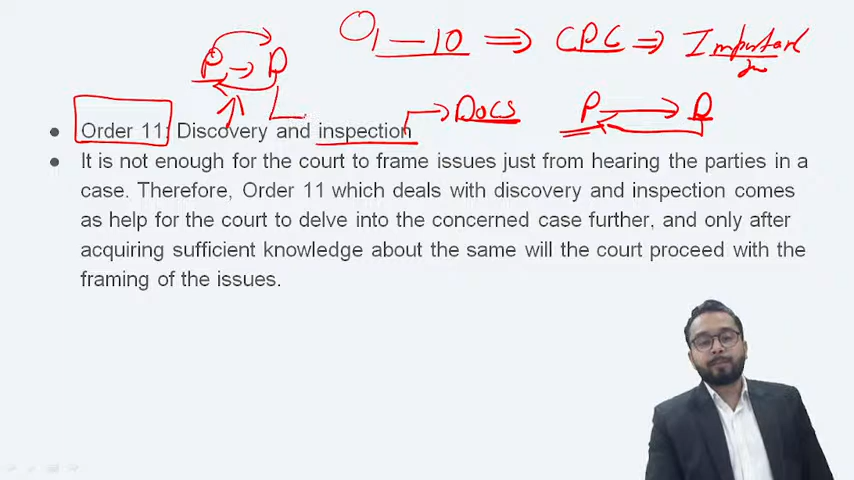 O1 — 10 ⇒ CPC ⇒ Important
P → D
Docs
P D
• Order 11: Discovery and inspection
• It is not enough for the court to frame issues just from hearing the parties in a
case. Therefore, Order 11 which deals with discovery and inspection comes
as help for the court to delve into the concerned case further, and only after
acquiring sufficient knowledge about the same will the court proceed with the
framing of the issues.